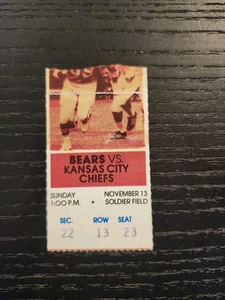 BEARS VS.
KANSAS CITY
CHIEFS
SUNDAY NOVEMBER 13
1:00 P.M. • SOLDIER FIELD
SEC. ROW SEAT
22 13 23